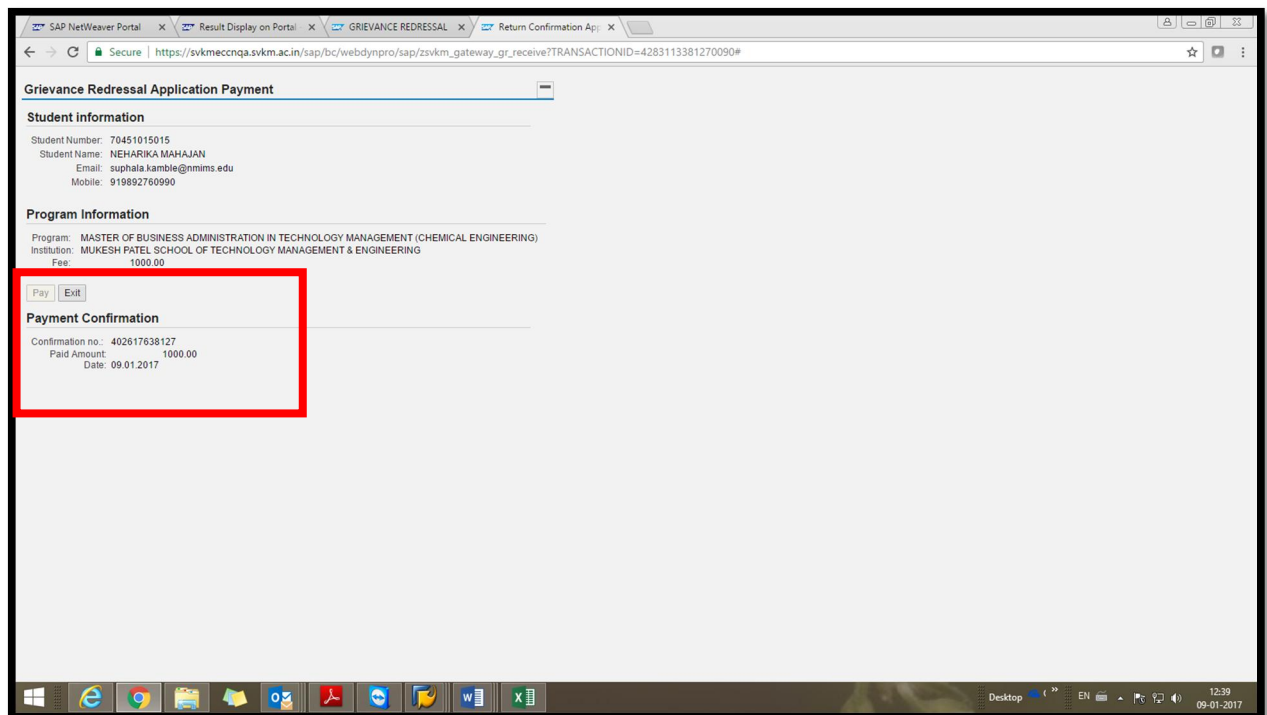 SAP NetWeaver Portal
Result Display on Portal
GRIEVANCE REDRESSAL
Return Confirmation App
Secure | https://svkmeccnqa.svkm.ac.in/sap/bc/webdynpro/sap/zsvkm_gateway_gr_receive?TRANSACTIONID=4283113381270090#
Grievance Redressal Application Payment
Student information
Student Number: 70451015015
Student Name: NEHARIKA MAHAJAN
Email: suphala.kamble@nmims.edu
Mobile: 919892760990
Program Information
Program: MASTER OF BUSINESS ADMINISTRATION IN TECHNOLOGY MANAGEMENT (CHEMICAL ENGINEERING)
Institution: MUKESH PATEL SCHOOL OF TECHNOLOGY MANAGEMENT & ENGINEERING
Fee: 1000.00
Pay Exit
Payment Confirmation
Confirmation no.: 402617638127
Paid Amount: 1000.00
Date: 09.01.2017
Desktop EN 12:39
09-01-2017